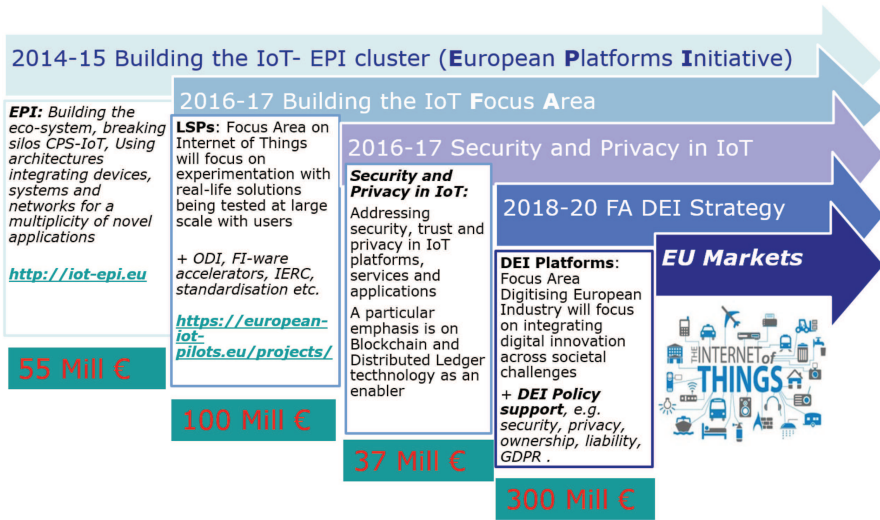 2014-15 Building the IoT- EPI cluster (European Platforms Initiative)
2016-17 Building the IoT Focus Area
2016-17 Security and Privacy in IoT
2018-20 FA DEI Strategy
EU Markets
EPI: Building the
eco-system, breaking
silos CPS-IoT, Using
architectures
integrating devices,
systems and
networks for a
multiplicity of novel
applications
http://iot-epi.eu
55 Mill €
LSPs: Focus Area on
Internet of Things
will focus on
experimentation with
real-life solutions
being tested at large
scale with users
+ ODI, FI-ware
accelerators, IERC,
standardisation etc.
https://european-
iot-
pilots.eu/projects/
100 Mill €
Security and
Privacy in IoT:
Addressing
security, trust and
privacy in IoT
platforms,
services and
applications
A particular
emphasis is on
Blockchain and
Distributed Ledger
tecthnology as an
enabler
37 Mill €
DEI Platforms:
Focus Area
Digitising European
Industry will focus
on integrating
digital innovation
across societal
challenges
+ DEI Policy
support, e.g.
security, privacy,
ownership, liability,
GDPR .
300 Mill €
THE INTERNET of
THINGS